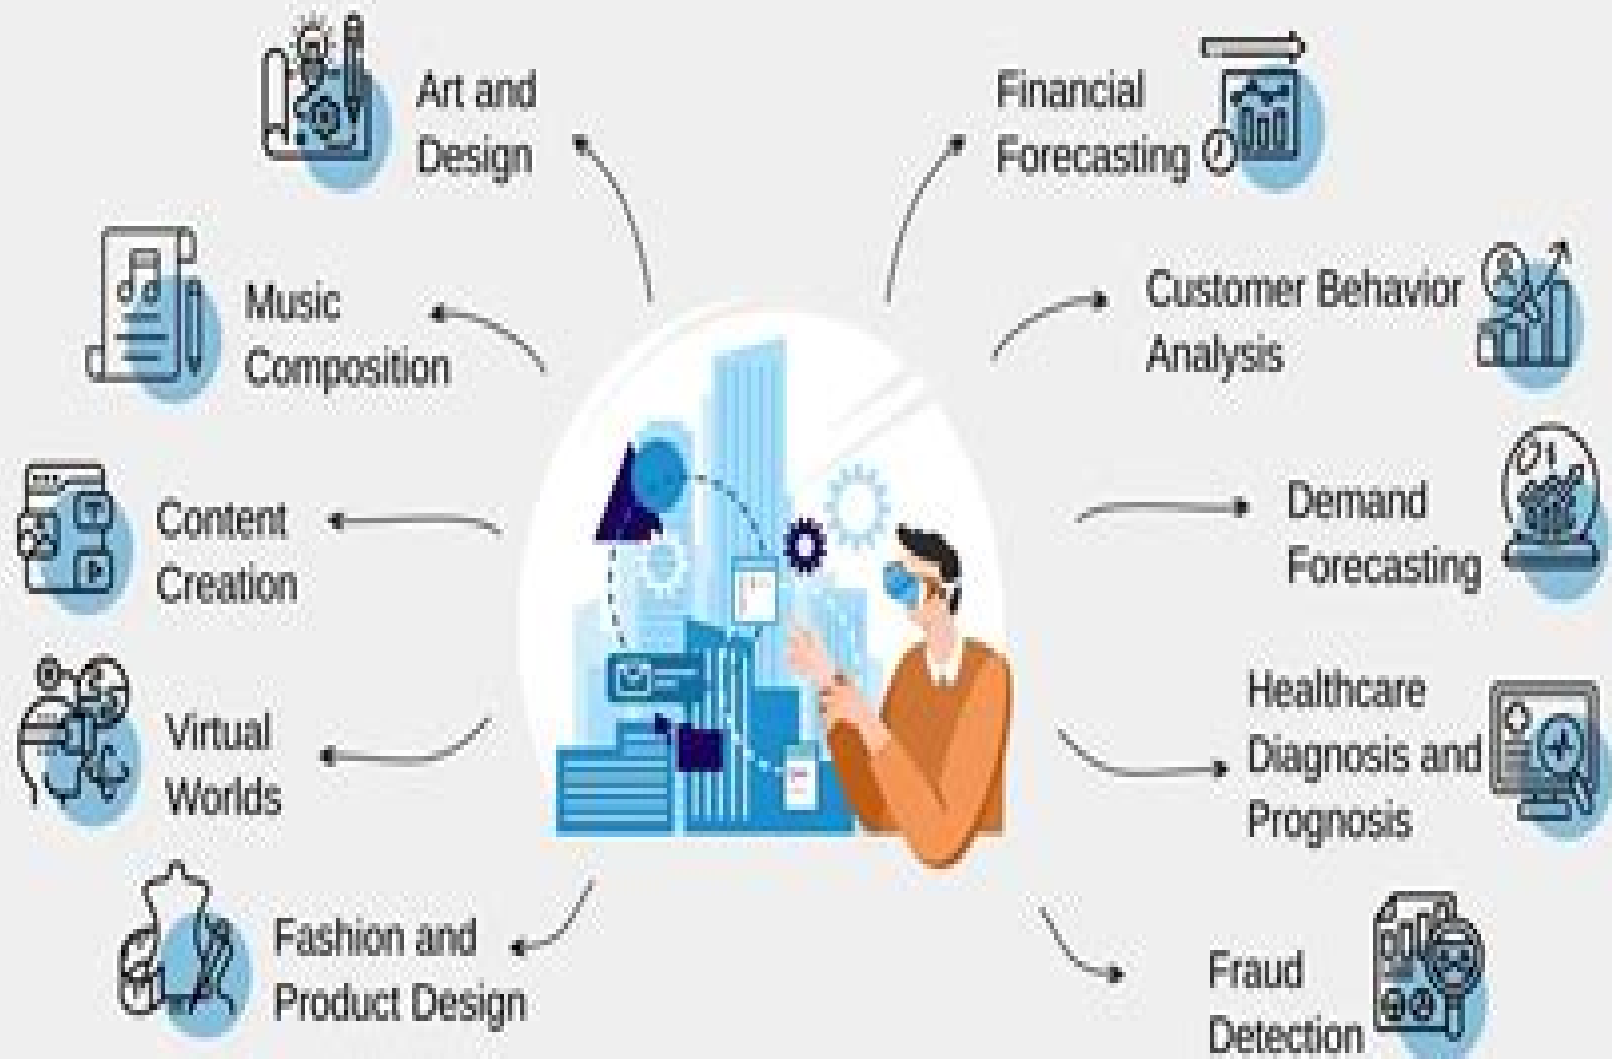 Art and
Design
Music
Composition
Content
Creation
Virtual
Worlds
Fashion and
Product Design
Financial
Forecasting
Customer Behavior
Analysis
Demand
Forecasting
Healthcare
Diagnosis and
Prognosis
Fraud
Detection